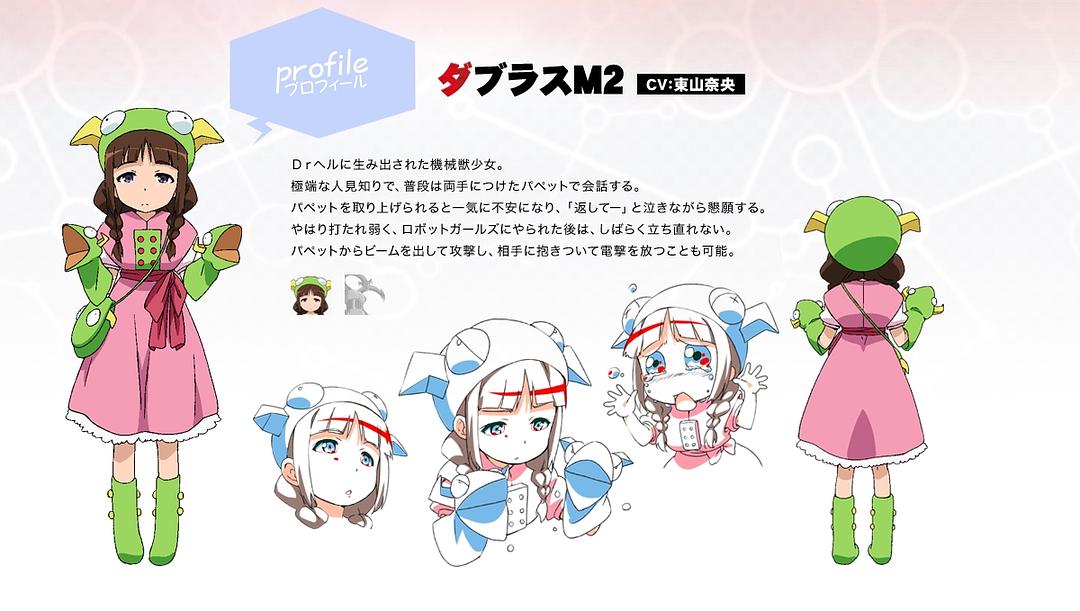 profile
プロフィール
ダブラスM2
CV:東山奈央
Drヘルに生み出された機械獣少女。
極端な人見知りで、普段は両手につけたパペットで会話する。
パペットを取り上げられると一気に不安になり、「返してー」と泣きながら懇願する。
やはり打たれ弱く、ロボットガールズにやられた後は、しばらく立ち直れない。
パペットからビームを出して攻撃し、相手に抱きついて電撃を放つことも可能。